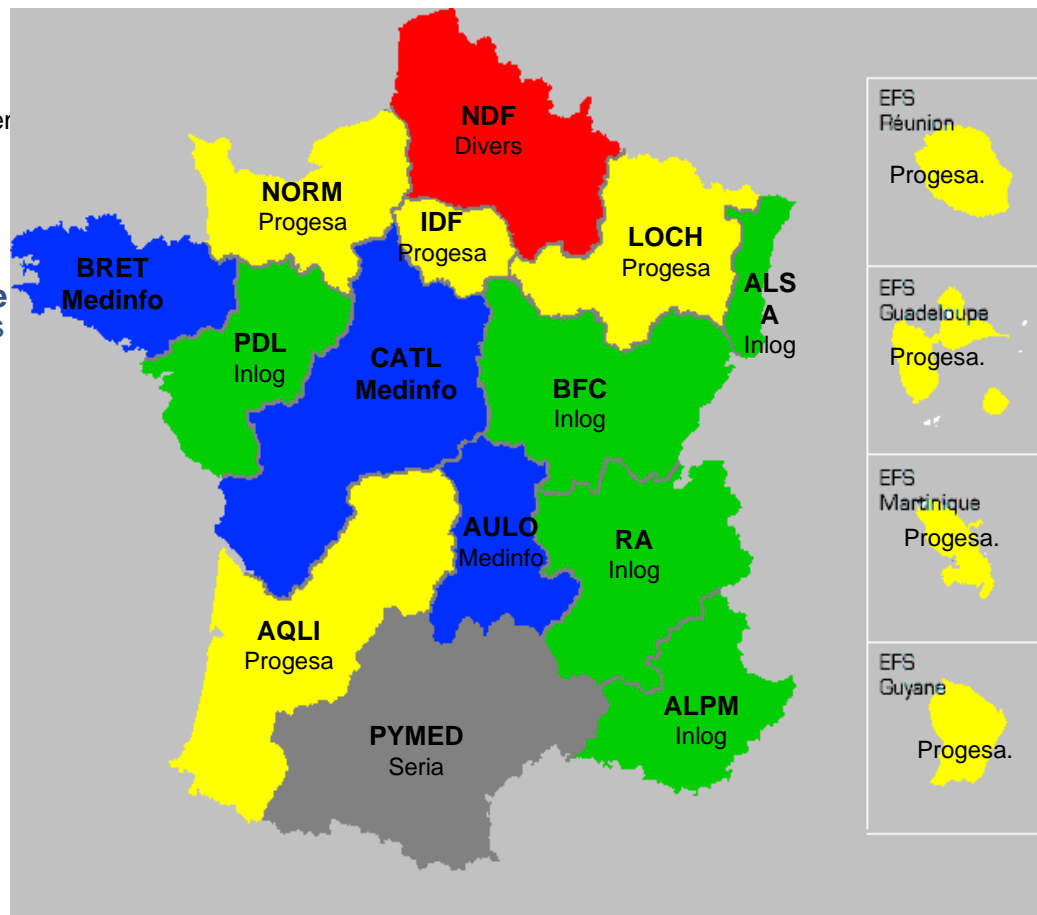 er
e
s
NDF
Divers
NORM
Progesa
IDF
Progesa
LOCH
Progesa
BRET
Medinfo
ALS
A
Inlog
PDL
Inlog
CATL
Medinfo
BFC
Inlog
AULO
Medinfo
RA
Inlog
AQLI
Progesa
PYMED
Seria
ALPM
Inlog
EFS
Réunion
Progesa.
EFS
Guadeloupe
Progesa.
EFS
Martinique
Progesa.
EFS
Guyane
Progesa.